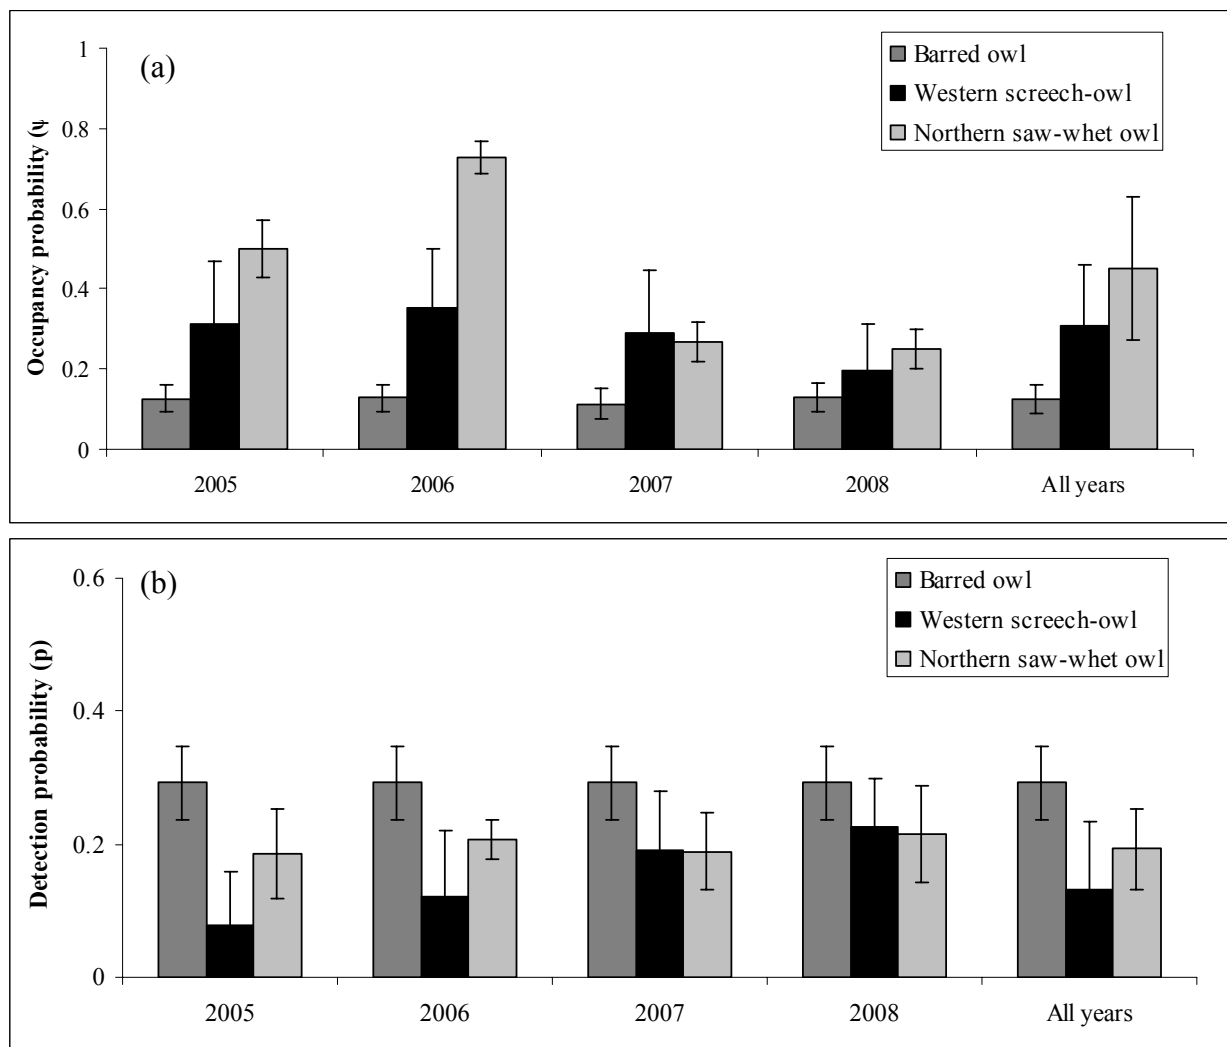 (a)
Barred owl
Western screech-owl
Northern saw-whet owl
Occupancy probability (ψ
1
0.8
0.6
0.4
0.2
0
2005 2006 2007 2008 All years
(b)
Barred owl
Western screech-owl
Northern saw-whet owl
Detection probability (p)
0.6
0.4
0.2
0
2005 2006 2007 2008 All years